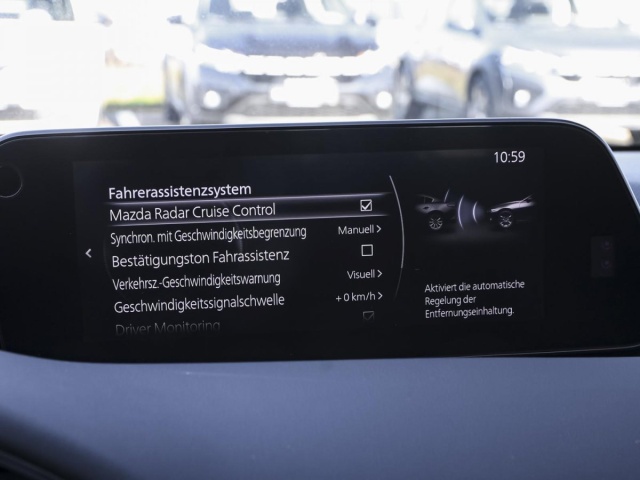 10:59
Fahrerassistenzsystem
Mazda Radar Cruise Control
Synchron. mit Geschwindigkeitsbegrenzung Manuell >
Bestätigungston Fahrassistenz
Verkehrsz.-Geschwindigkeitswarnung Visuell >
Geschwindigkeitssignalschwelle + 0 km/h >
Driver Monitoring
Aktiviert die automatische
Regelung der
Entfernungseinhaltung.